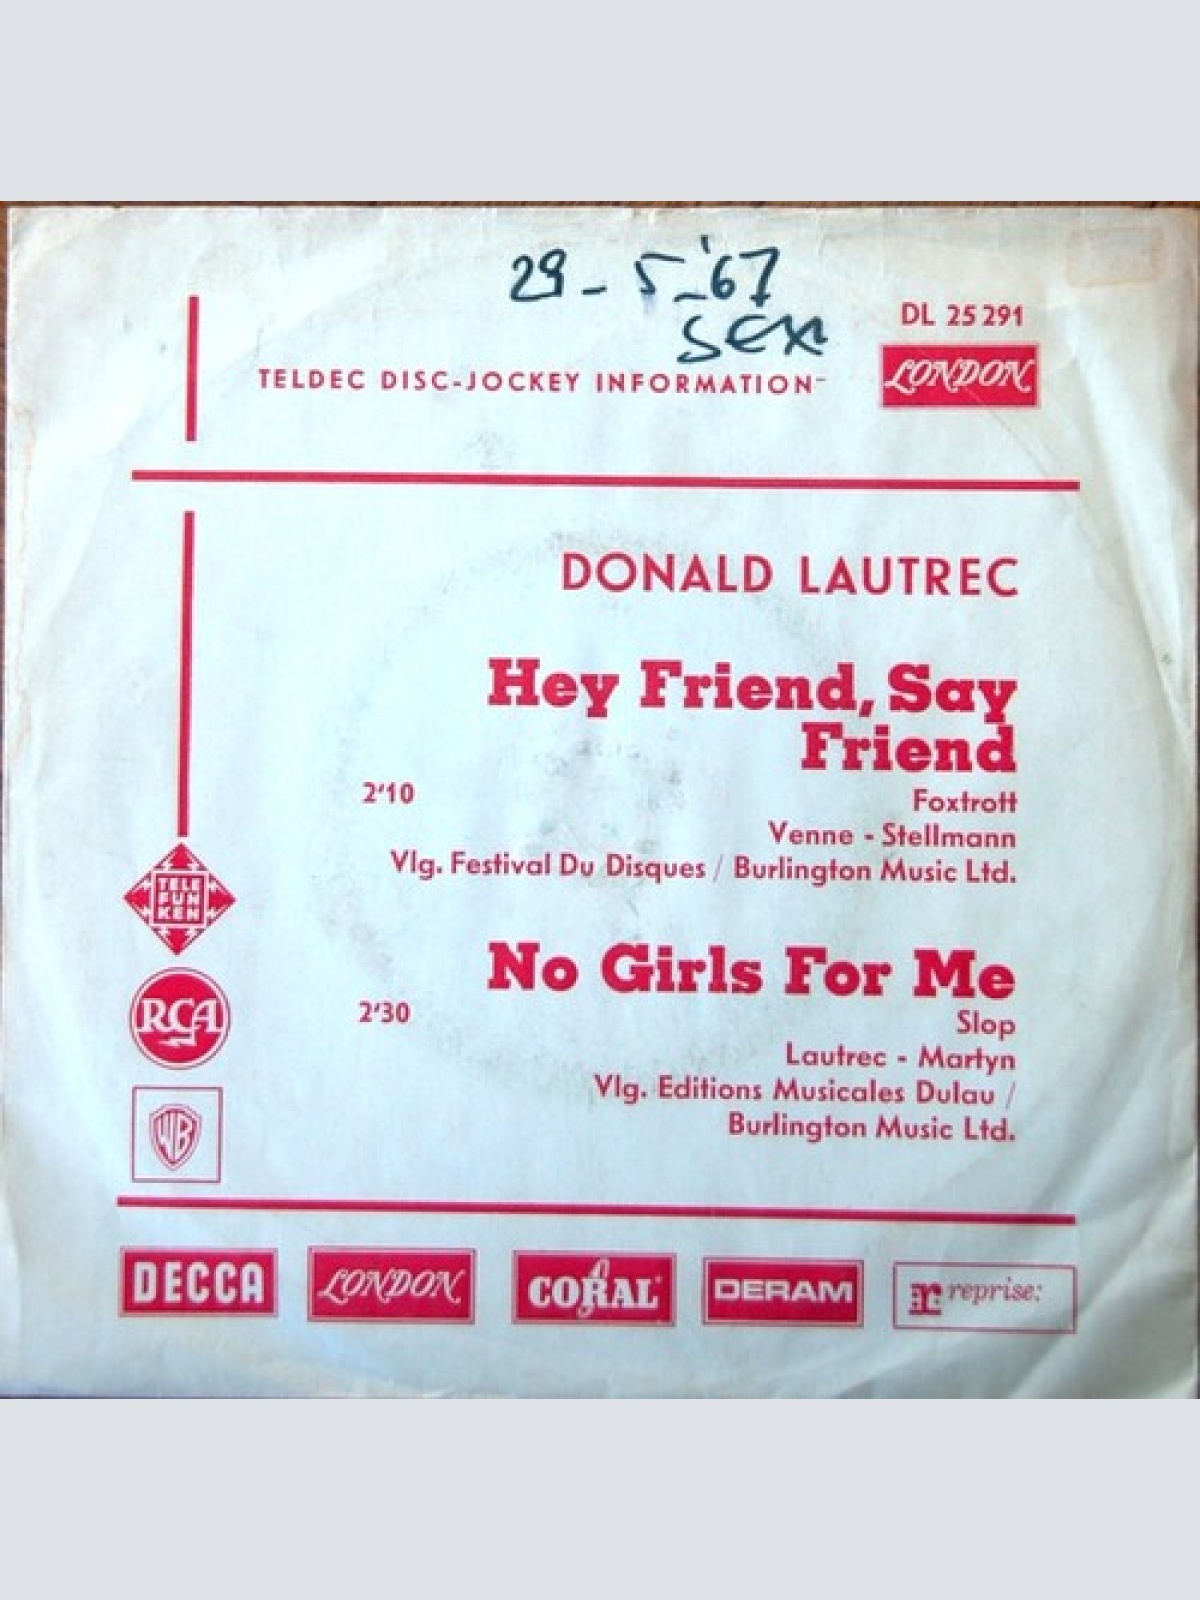 29-5-'67
sex
DL 25 291
TELDEC DISC-JOCKEY INFORMATION
LONDON
DONALD LAUTREC
Hey Friend, Say
Friend
2'10
Foxtrott
Venne - Stellmann
Vlg. Festival Du Disques / Burlington Music Ltd.
TELE
FUN
KEN
No Girls For Me
2'30
Slop
RCA
Lautrec - Martyn
Vlg. Editions Musicales Dulau /
Burlington Music Ltd.
WB
DECCA
LONDON
CORAL
DERAM
r reprise: